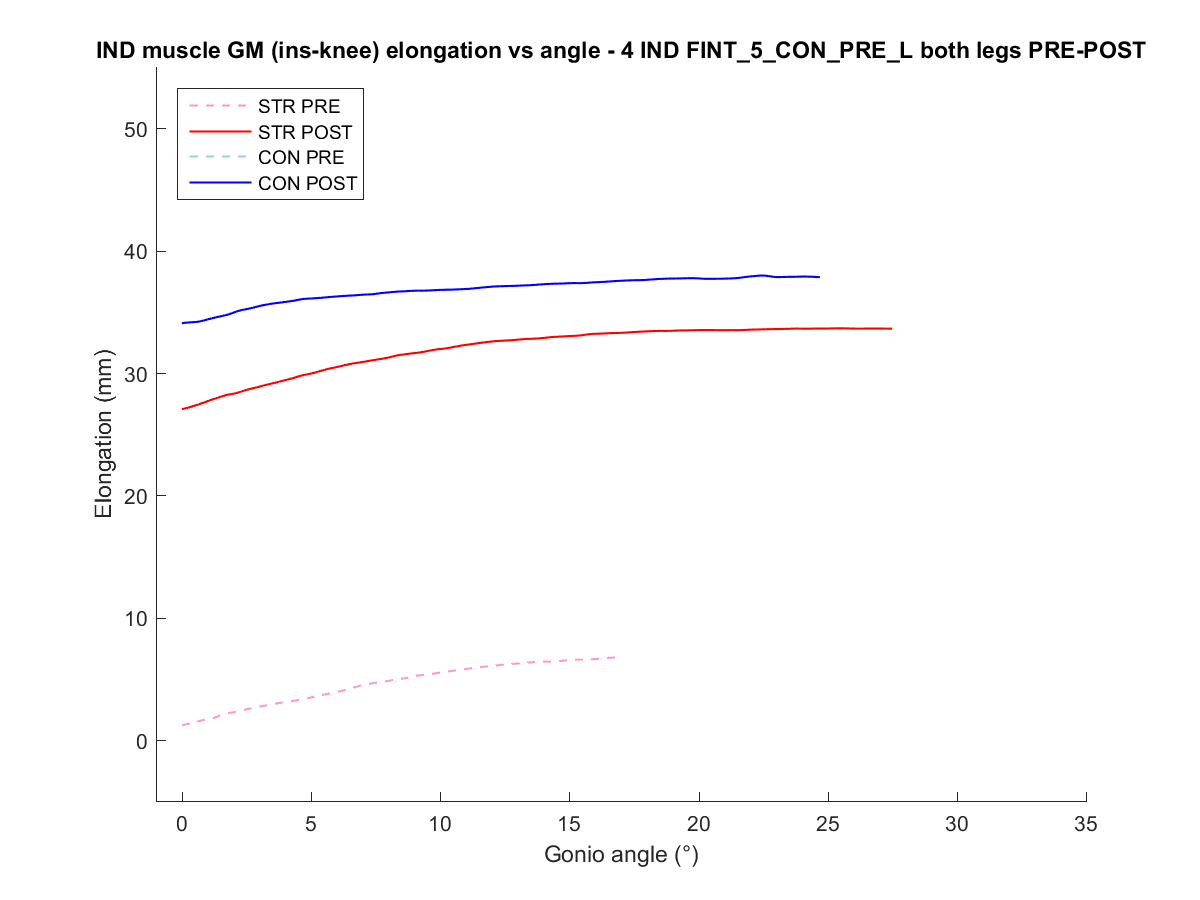 IND muscle GM (ins-knee) elongation vs angle - 4 IND FINT_5_CON_PRE_L both legs PRE-POST
STR PRE
STR POST
CON PRE
CON POST
50
40
30
20
10
0
Elongation (mm)
0 5 10 15 20 25 30 35
Gonio angle (°)